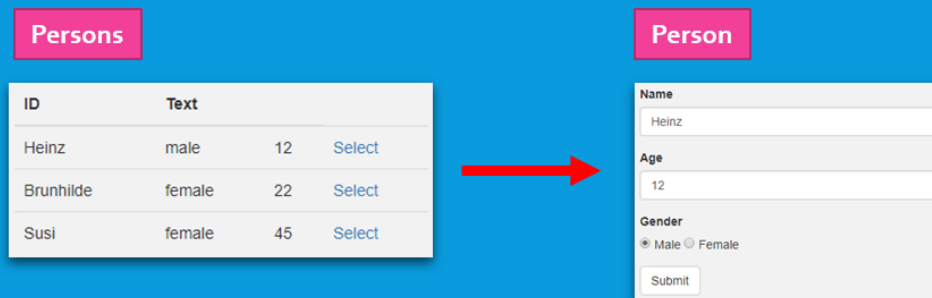 Persons
ID Text
Heinz male 12 Select
Brunhilde female 22 Select
Susi female 45 Select
Person
Name
Heinz
Age
12
Gender
Male Female
Submit